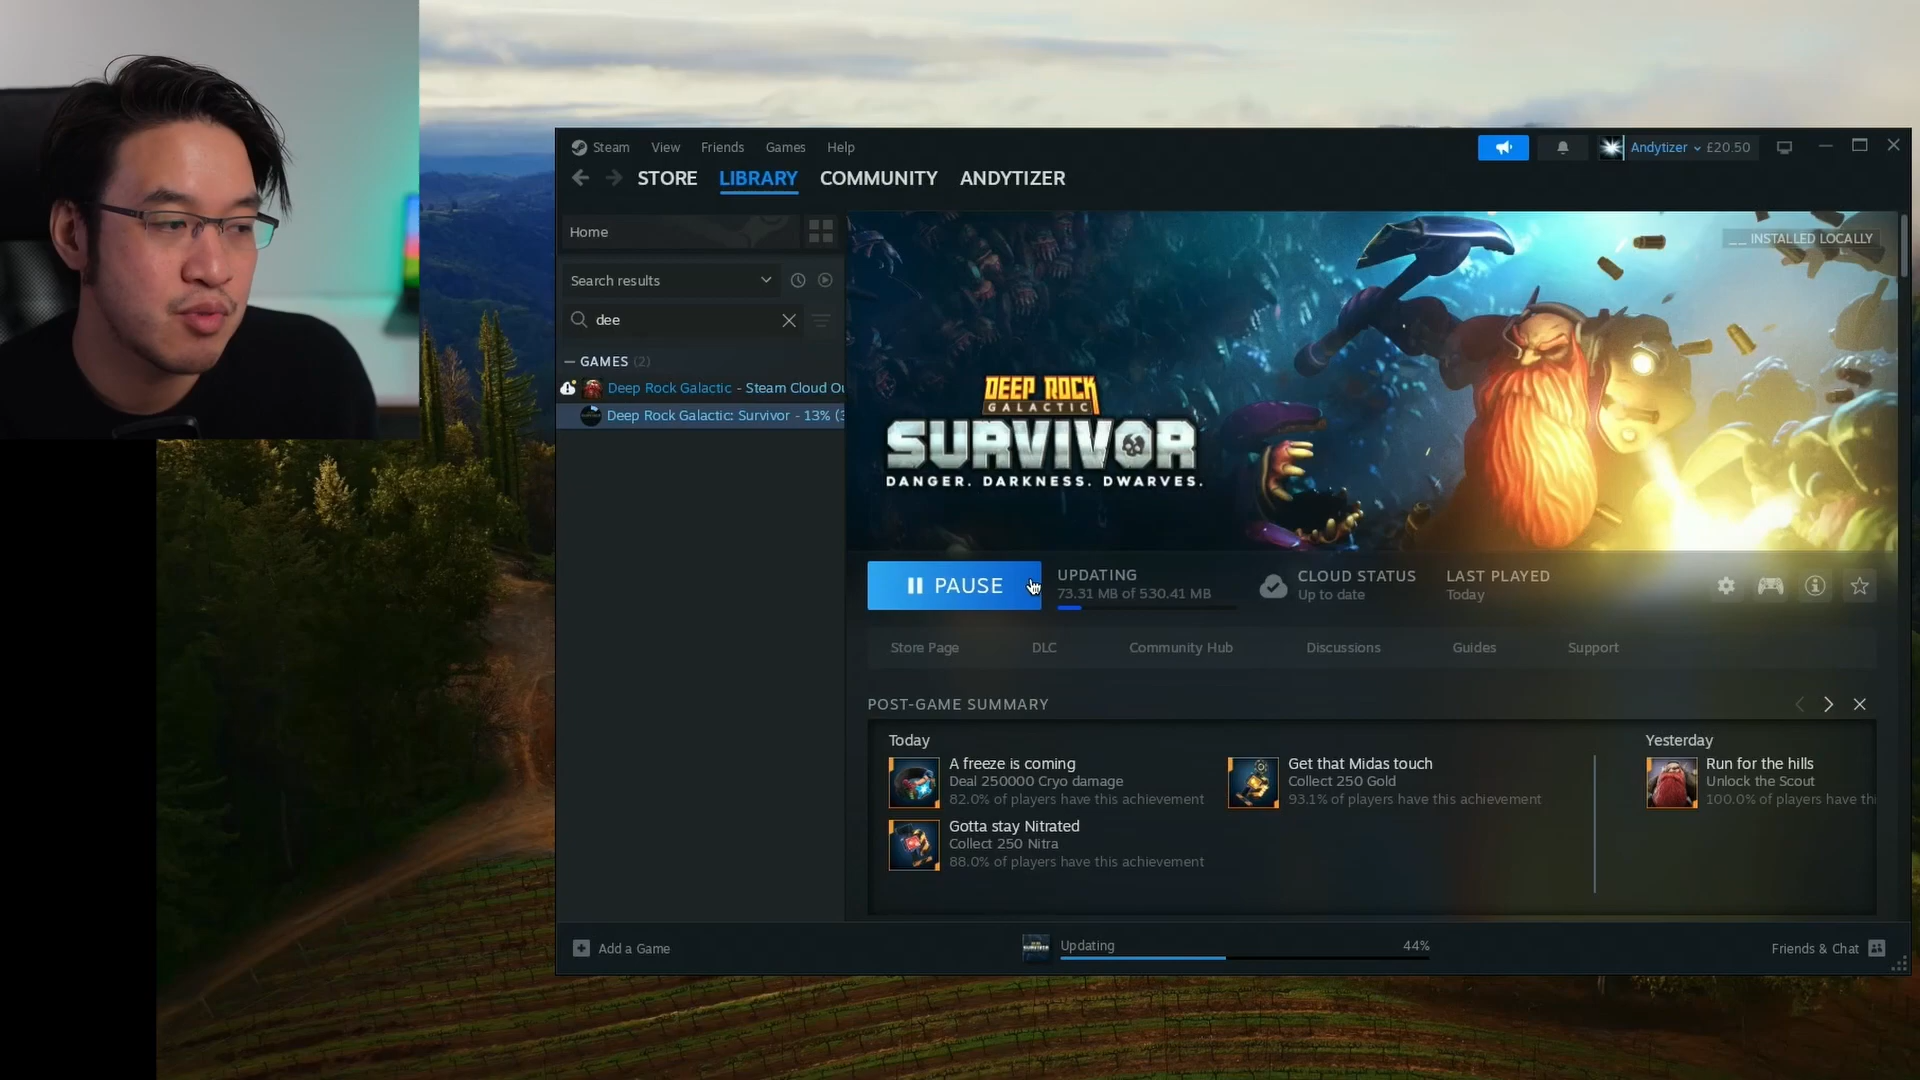 Steam View Friends Games Help
Andytizer £20.50
STORE LIBRARY COMMUNITY ANDYTIZER
Home
INSTALLED LOCALLY
Search results
dee
GAMES (2)
Deep Rock Galactic - Steam Cloud Ou
Deep Rock Galactic: Survivor - 13% (3
DEEP ROCK
GALACTIC
SURVIVOR
DANGER. DARKNESS. DWARVES.
PAUSE
UPDATING
73.31 MB of 530.41 MB
CLOUD STATUS
Up to date
LAST PLAYED
Today
Store Page DLC Community Hub Discussions Guides Support
POST-GAME SUMMARY
Today
A freeze is coming
Deal 250000 Cryo damage
82.0% of players have this achievement
Get that Midas touch
Collect 250 Gold
93.1% of players have this achievement
Gotta stay Nitrated
Collect 250 Nitra
88.0% of players have this achievement
Yesterday
Run for the hills
Unlock the Scout
100.0% of players have thi
Add a Game
Updating 44%
Friends & Chat